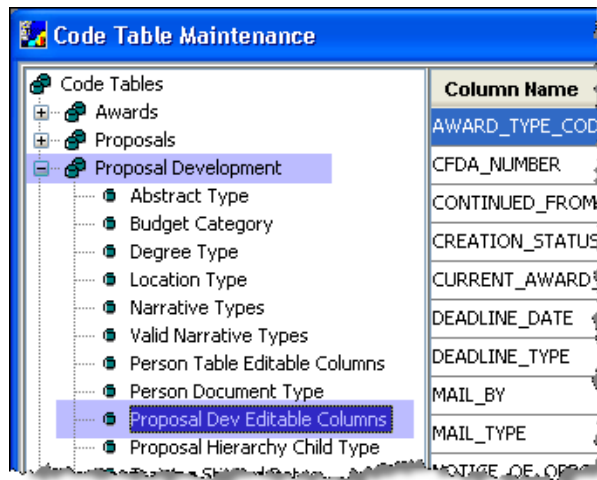 Code Table Maintenance
Code Tables
Awards
Proposals
Proposal Development
Abstract Type
Budget Category
Degree Type
Location Type
Narrative Types
Valid Narrative Types
Person Table Editable Columns
Person Document Type
Proposal Dev Editable Columns
Proposal Hierarchy Child Type
Column Name
AWARD_TYPE_COD
CFDA_NUMBER
CONTINUED_FROM
CREATION_STATUS
CURRENT_AWARD
DEADLINE_DATE
DEADLINE_TYPE
MAIL_BY
MAIL_TYPE